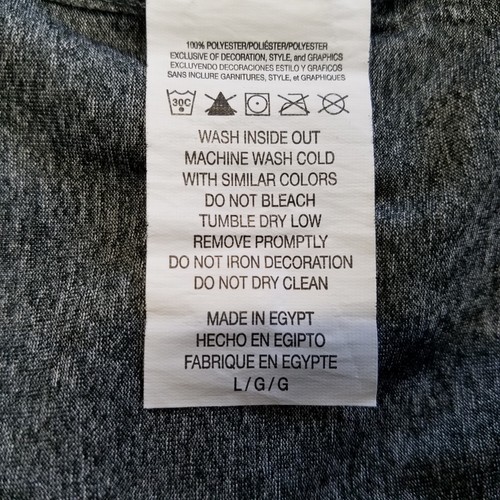 100% POLYESTER/POLIÉSTER/POLYESTER
EXCLUSIVE OF DECORATION, STYLE, and GRAPHICS
EXCLUYENDO DECORACIONES ESTILO Y GRÁFICOS
SANS INCLURE GARNITURES, STYLE, et GRAPHIQUES
30C
WASH INSIDE OUT
MACHINE WASH COLD
WITH SIMILAR COLORS
DO NOT BLEACH
TUMBLE DRY LOW
REMOVE PROMPTLY
DO NOT IRON DECORATION
DO NOT DRY CLEAN
MADE IN EGYPT
HECHO EN EGIPTO
FABRIQUE EN EGYPTE
L/G/G